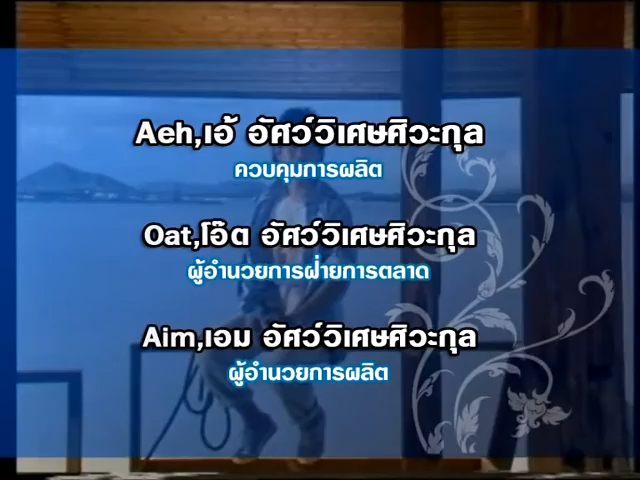 Aeh,เอ้ อัศว์วิเศษศิวะกุล
ควบคุมการผลิต
Oat,โอ๊ต อัศว์วิเศษศิวะกุล
ผู้อำนวยการฝ่ายการตลาด
Aim,เอม อัศว์วิเศษศิวะกุล
ผู้อำนวยการผลิต